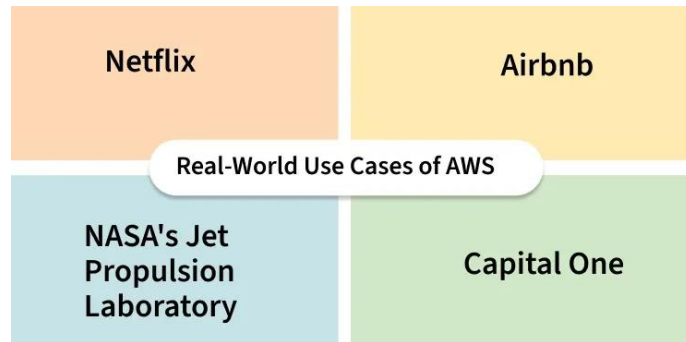 Netflix
Airbnb
Real-World Use Cases of AWS
NASA's Jet
Propulsion
Laboratory
Capital One